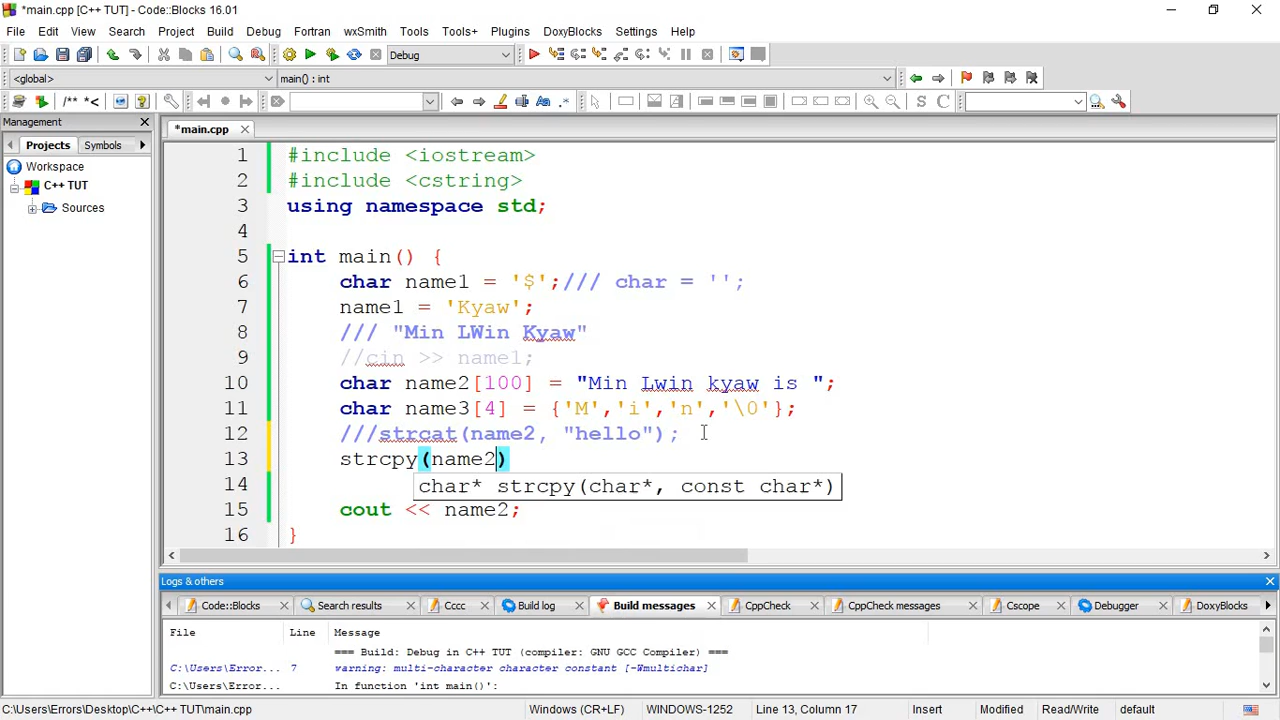 *main.cpp [C++ TUT] - Code::Blocks 16.01
File Edit View Search Project Build Debug Fortran wxSmith Tools Tools+ Plugins DoxyBlocks Settings Help
Debug
<global> main() : int
/** *< Aa .* S C
Management
Projects Symbols
Workspace
C++ TUT
Sources
*main.cpp
1 #include <iostream>
2 #include <cstring>
3 using namespace std;
4
5 int main() {
6 char name1 = '$';/// char = '';
7 name1 = 'Kyaw';
8 /// "Min LWin Kyaw"
9 //cin >> name1;
10 char name2[100] = "Min Lwin kyaw is ";
11 char name3[4] = {'M','i','n','\0'};
12 ///strcat(name2, "hello");
13 strcpy(name2)
14 char* strcpy(char*, const char*)
15 cout << name2;
16 }
Logs & others
Code::Blocks Search results Cccc Build log Build messages CppCheck CppCheck messages Cscope Debugger DoxyBlocks
File Line Message
=== Build: Debug in C++ TUT (compiler: GNU GCC Compiler) ===
C:\Users\Error... 7 warning: multi-character character constant [-Wmultichar]
C:\Users\Error... In function 'int main()':
C:\Users\Errors\Desktop\C++\C++ TUT\main.cpp Windows (CR+LF) WINDOWS-1252 Line 13, Column 17 Insert Modified Read/Write default